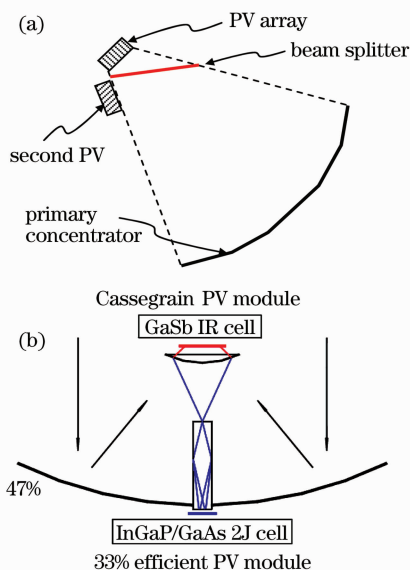 (a)
PV array
beam splitter
second PV
primary
concentrator
Cassegrain PV module
(b)
GaSb IR cell
47%
InGaP/GaAs 2J cell
33% efficient PV module